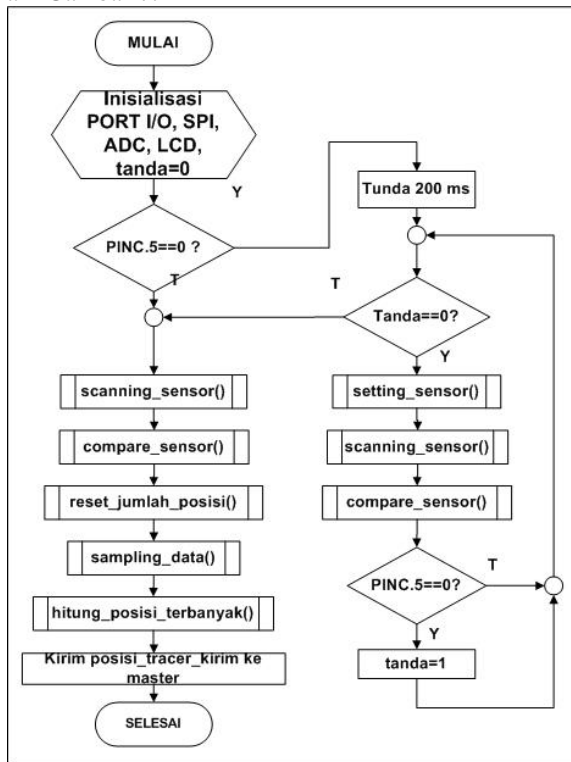 MULAI
Inisialisasi
PORT I/O, SPI,
ADC, LCD,
tanda=0
Y
PINC.5==0 ?
T
scanning_sensor()
compare_sensor()
reset_jumlah_posisi()
sampling_data()
hitung_posisi_terbanyak()
Kirim posisi_tracer_kirim ke
master
SELESAI
Tunda 200 ms
T
Tanda==0?
Y
setting_sensor()
scanning_sensor()
compare_sensor()
PINC.5==0?
T
Y
tanda=1